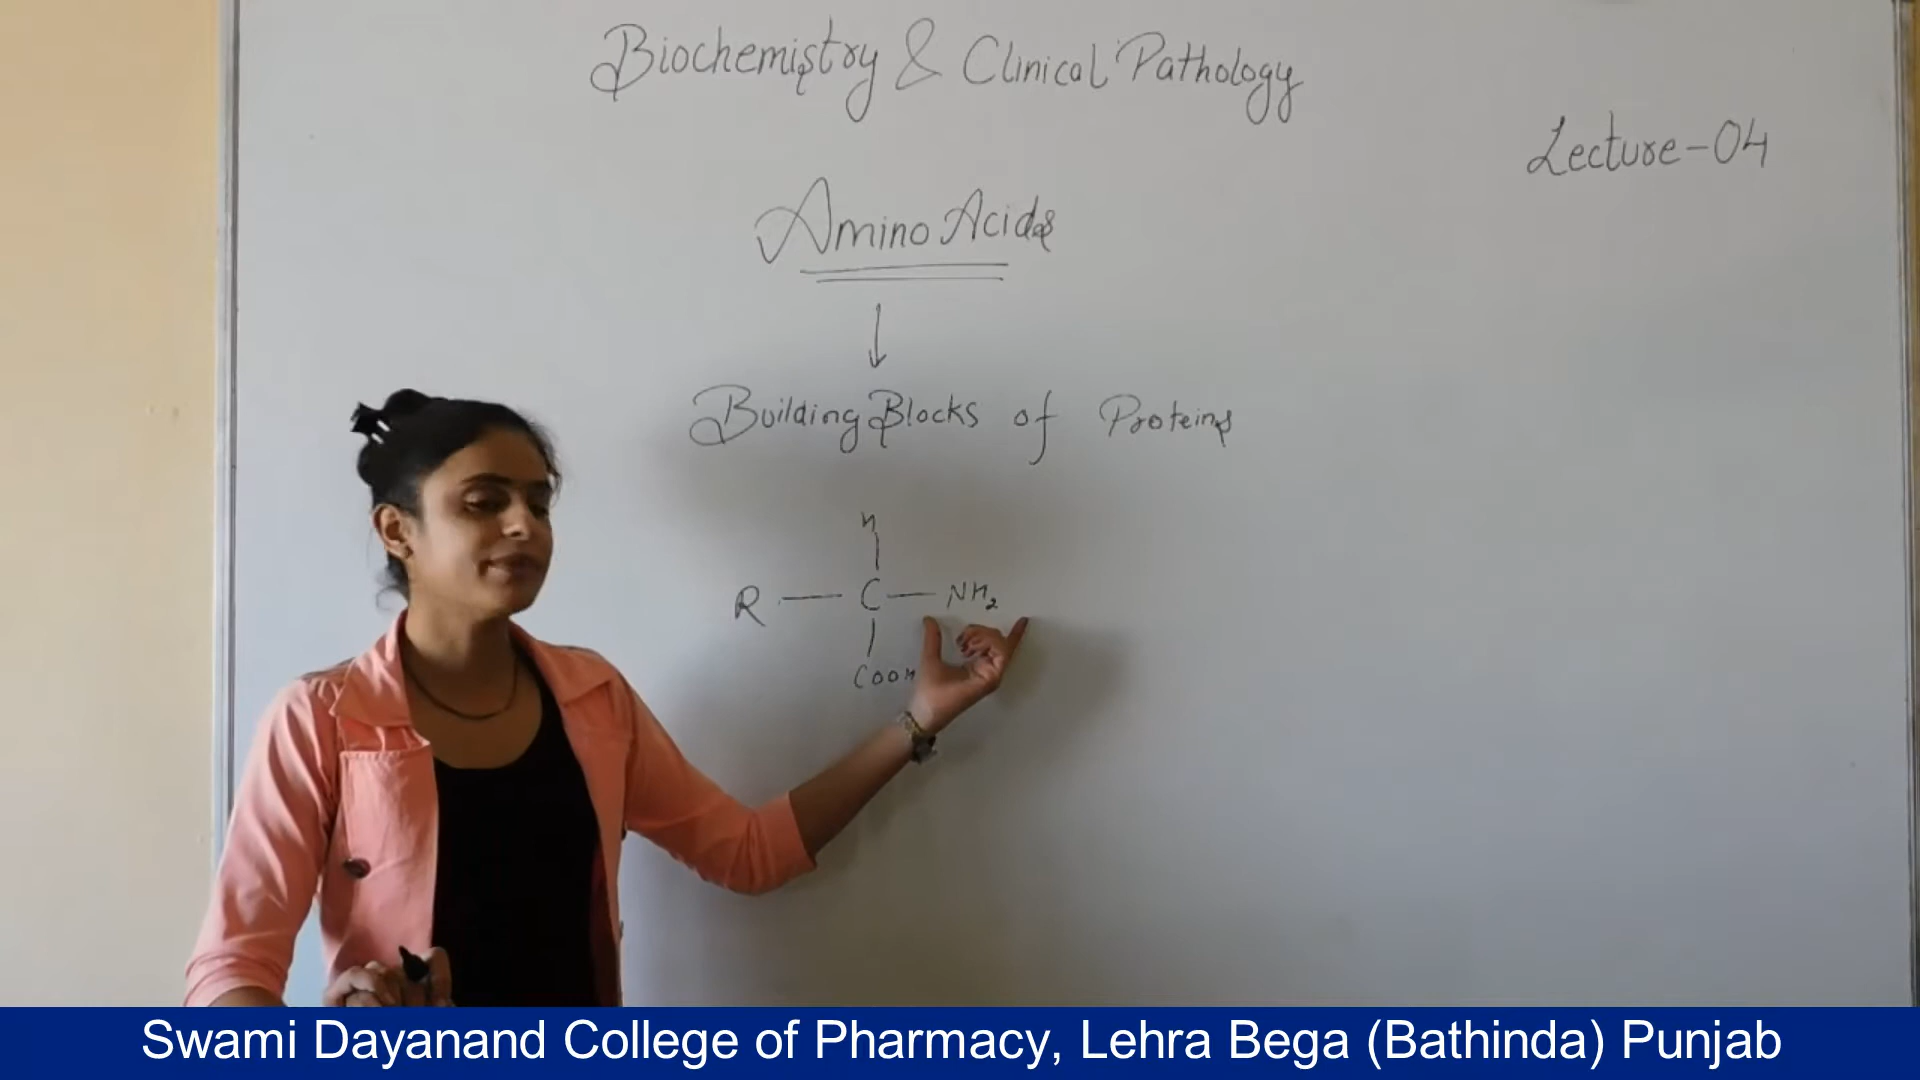 Biochemistry & Clinical Pathology
Lecture-04
Amino Acids
Building Blocks of Proteins
H
R — C — NH₂
COOH
Swami Dayanand College of Pharmacy, Lehra Bega (Bathinda) Punjab